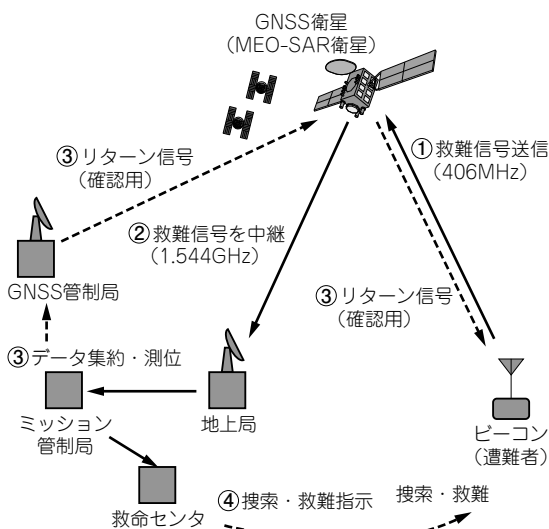 GNSS衛星
（MEO-SAR衛星）
③リターン信号
（確認用）
①救難信号送信
（406MHz）
②救難信号を中継
（1.544GHz）
GNSS管制局
③リターン信号
（確認用）
③データ集約・測位
ミッション
管制局
地上局
ビーコン
（遭難者）
救命センタ
④捜索・救難指示
捜索・救難